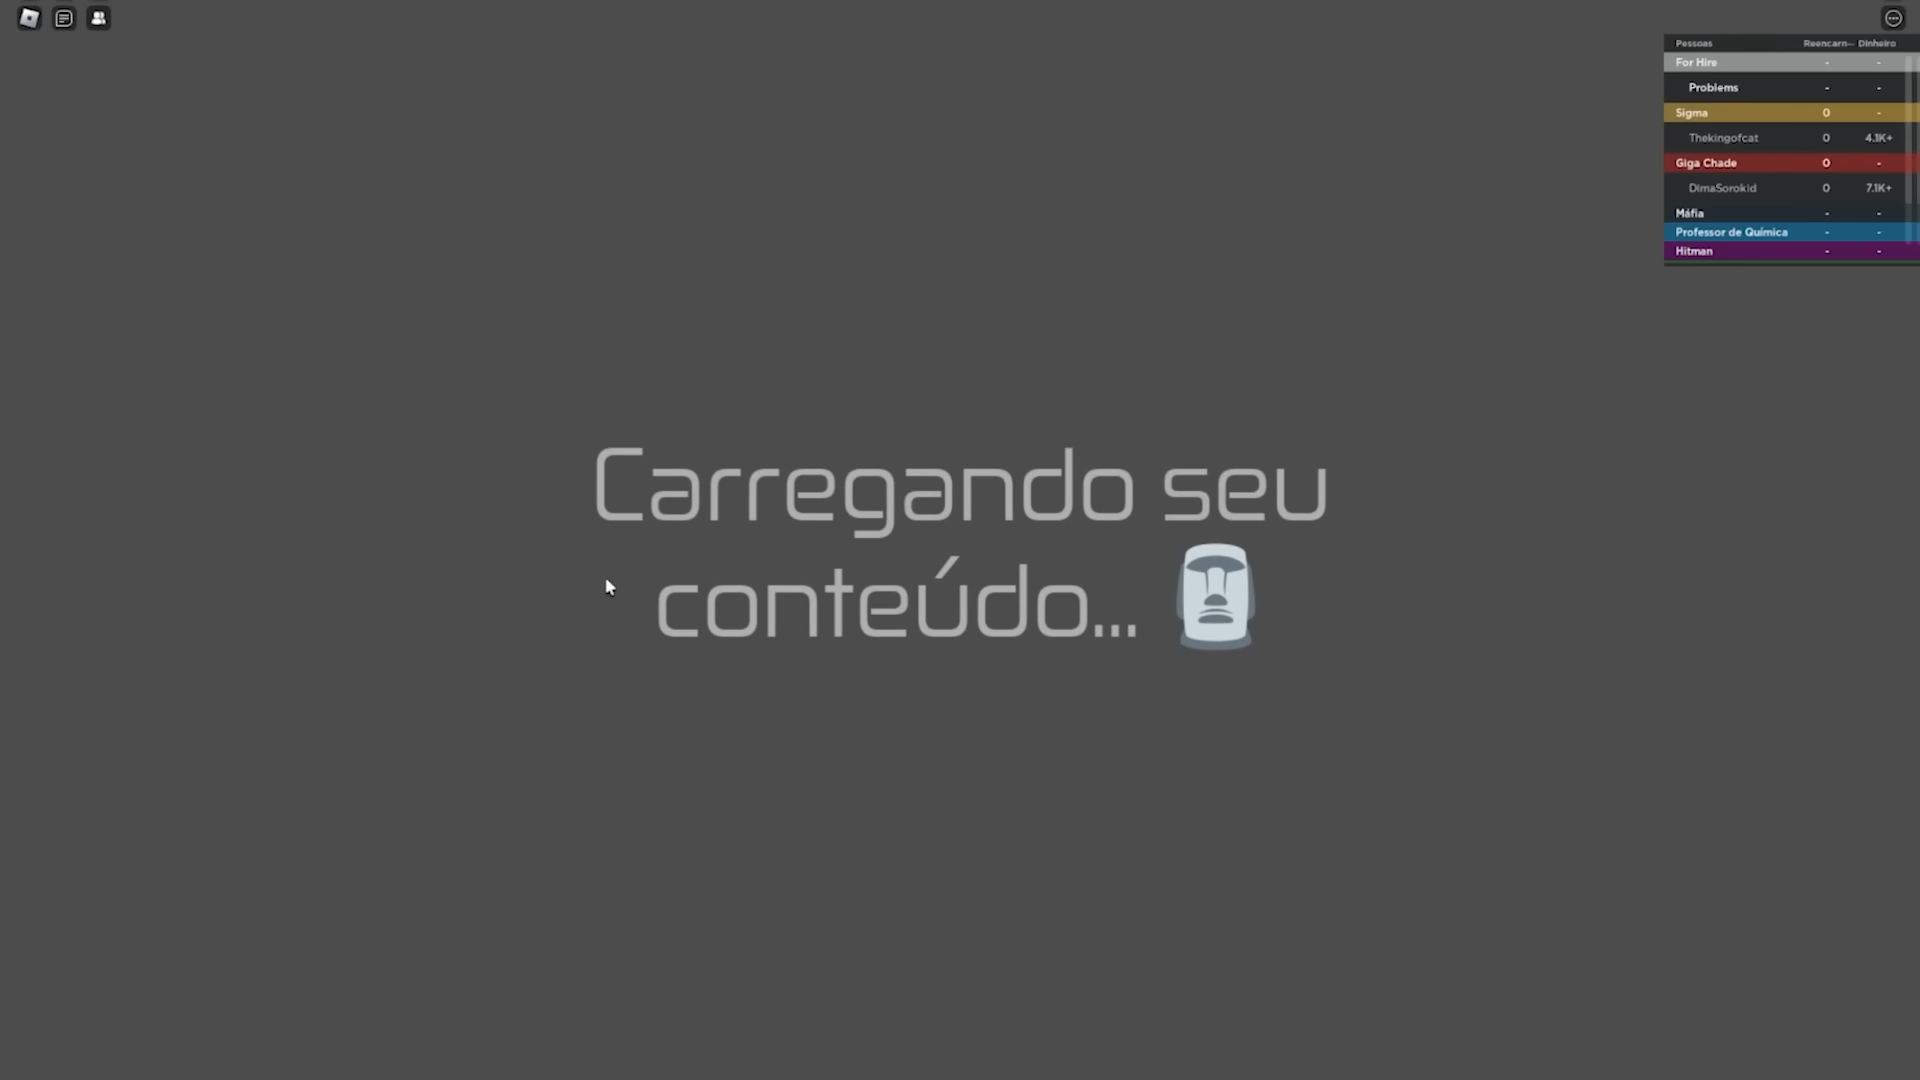 Pessoas Reencarn— Dinheiro
For Hire - -
Problems - -
Sigma 0 -
Thekingofcat 0 4.1K+
Giga Chade 0 -
DimaSorokid 0 7.1K+
Máfia - -
Professor de Química - -
Hitman - -
Carregando seu
conteúdo... 🗿